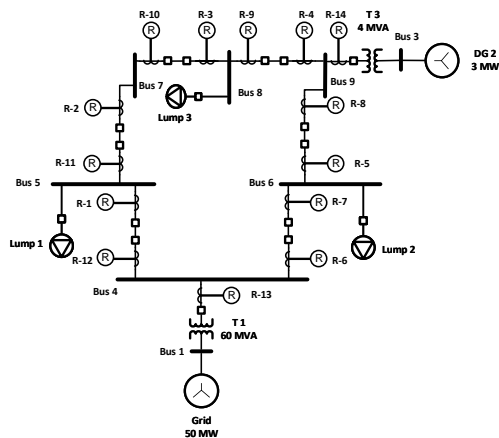 R-10
R-3
R-9
R-4
R-14
T 3
4 MVA
Bus 3
R
R
R
R
R
DG 2
3 MW
Bus 7
Bus 8
Bus 9
R-2
R
Lump 3
R
R-8
R-11
R
R
R-5
Bus 5
Bus 6
R-1
R
R
R-7
Lump 1
R-12
R
R
R-6
Lump 2
Bus 4
R
R-13
T 1
60 MVA
Bus 1
Grid
50 MW